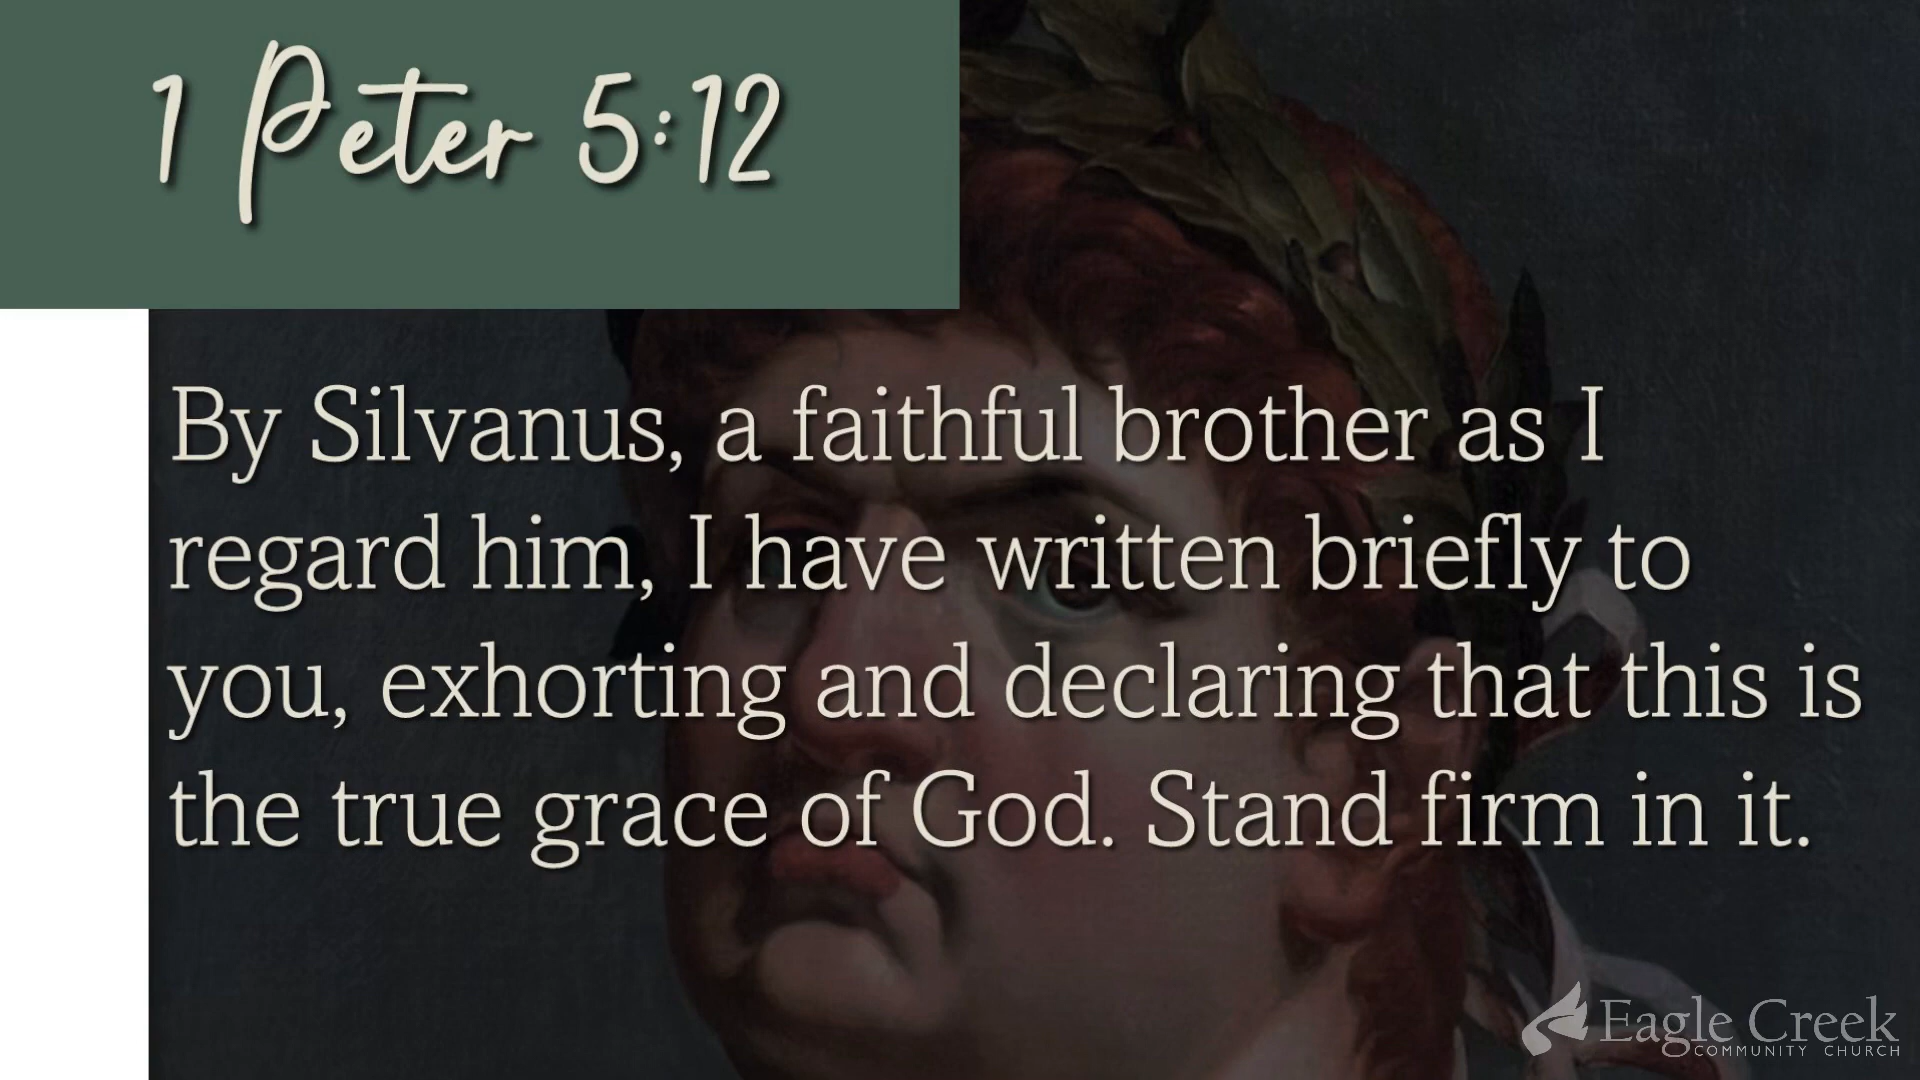 1 Peter 5:12
By Silvanus, a faithful brother as I
regard him, I have written briefly to
you, exhorting and declaring that this is
the true grace of God. Stand firm in it.
Eagle Creek
COMMUNITY CHURCH